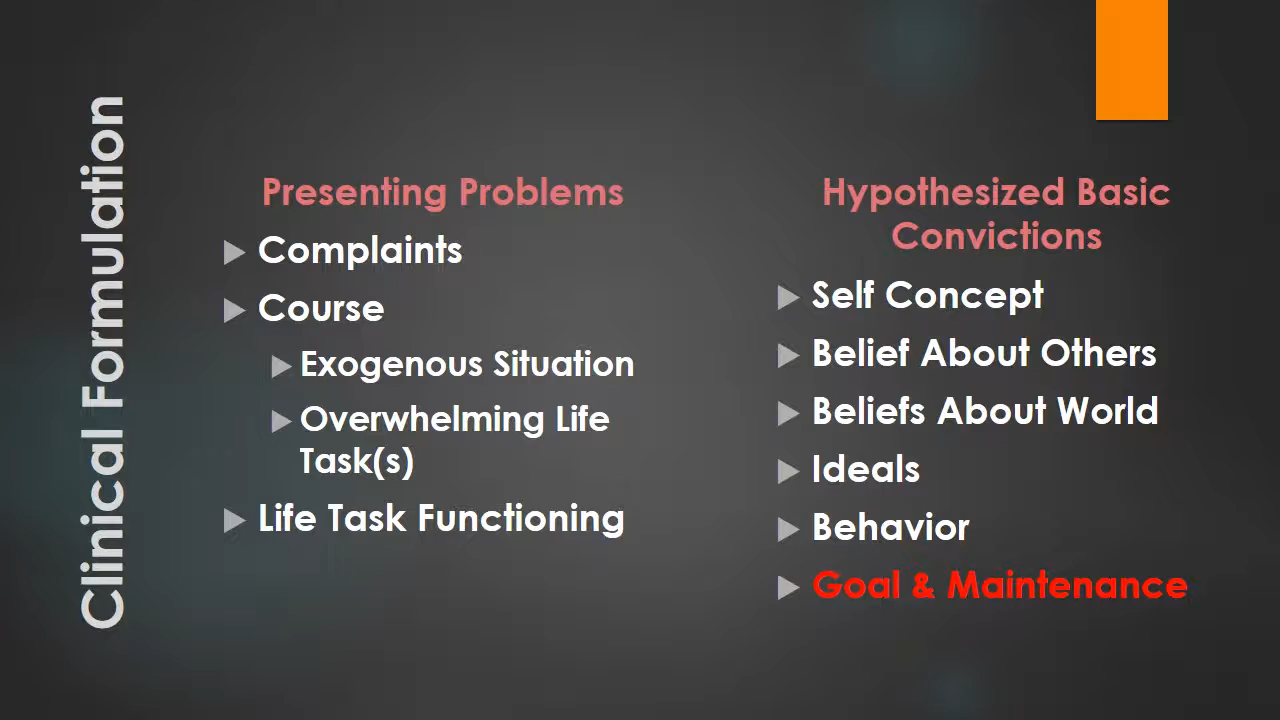 Clinical Formulation
Presenting Problems
Complaints
Course
Exogenous Situation
Overwhelming Life
Task(s)
Life Task Functioning
Hypothesized Basic
Convictions
Self Concept
Belief About Others
Beliefs About World
Ideals
Behavior
Goal & Maintenance